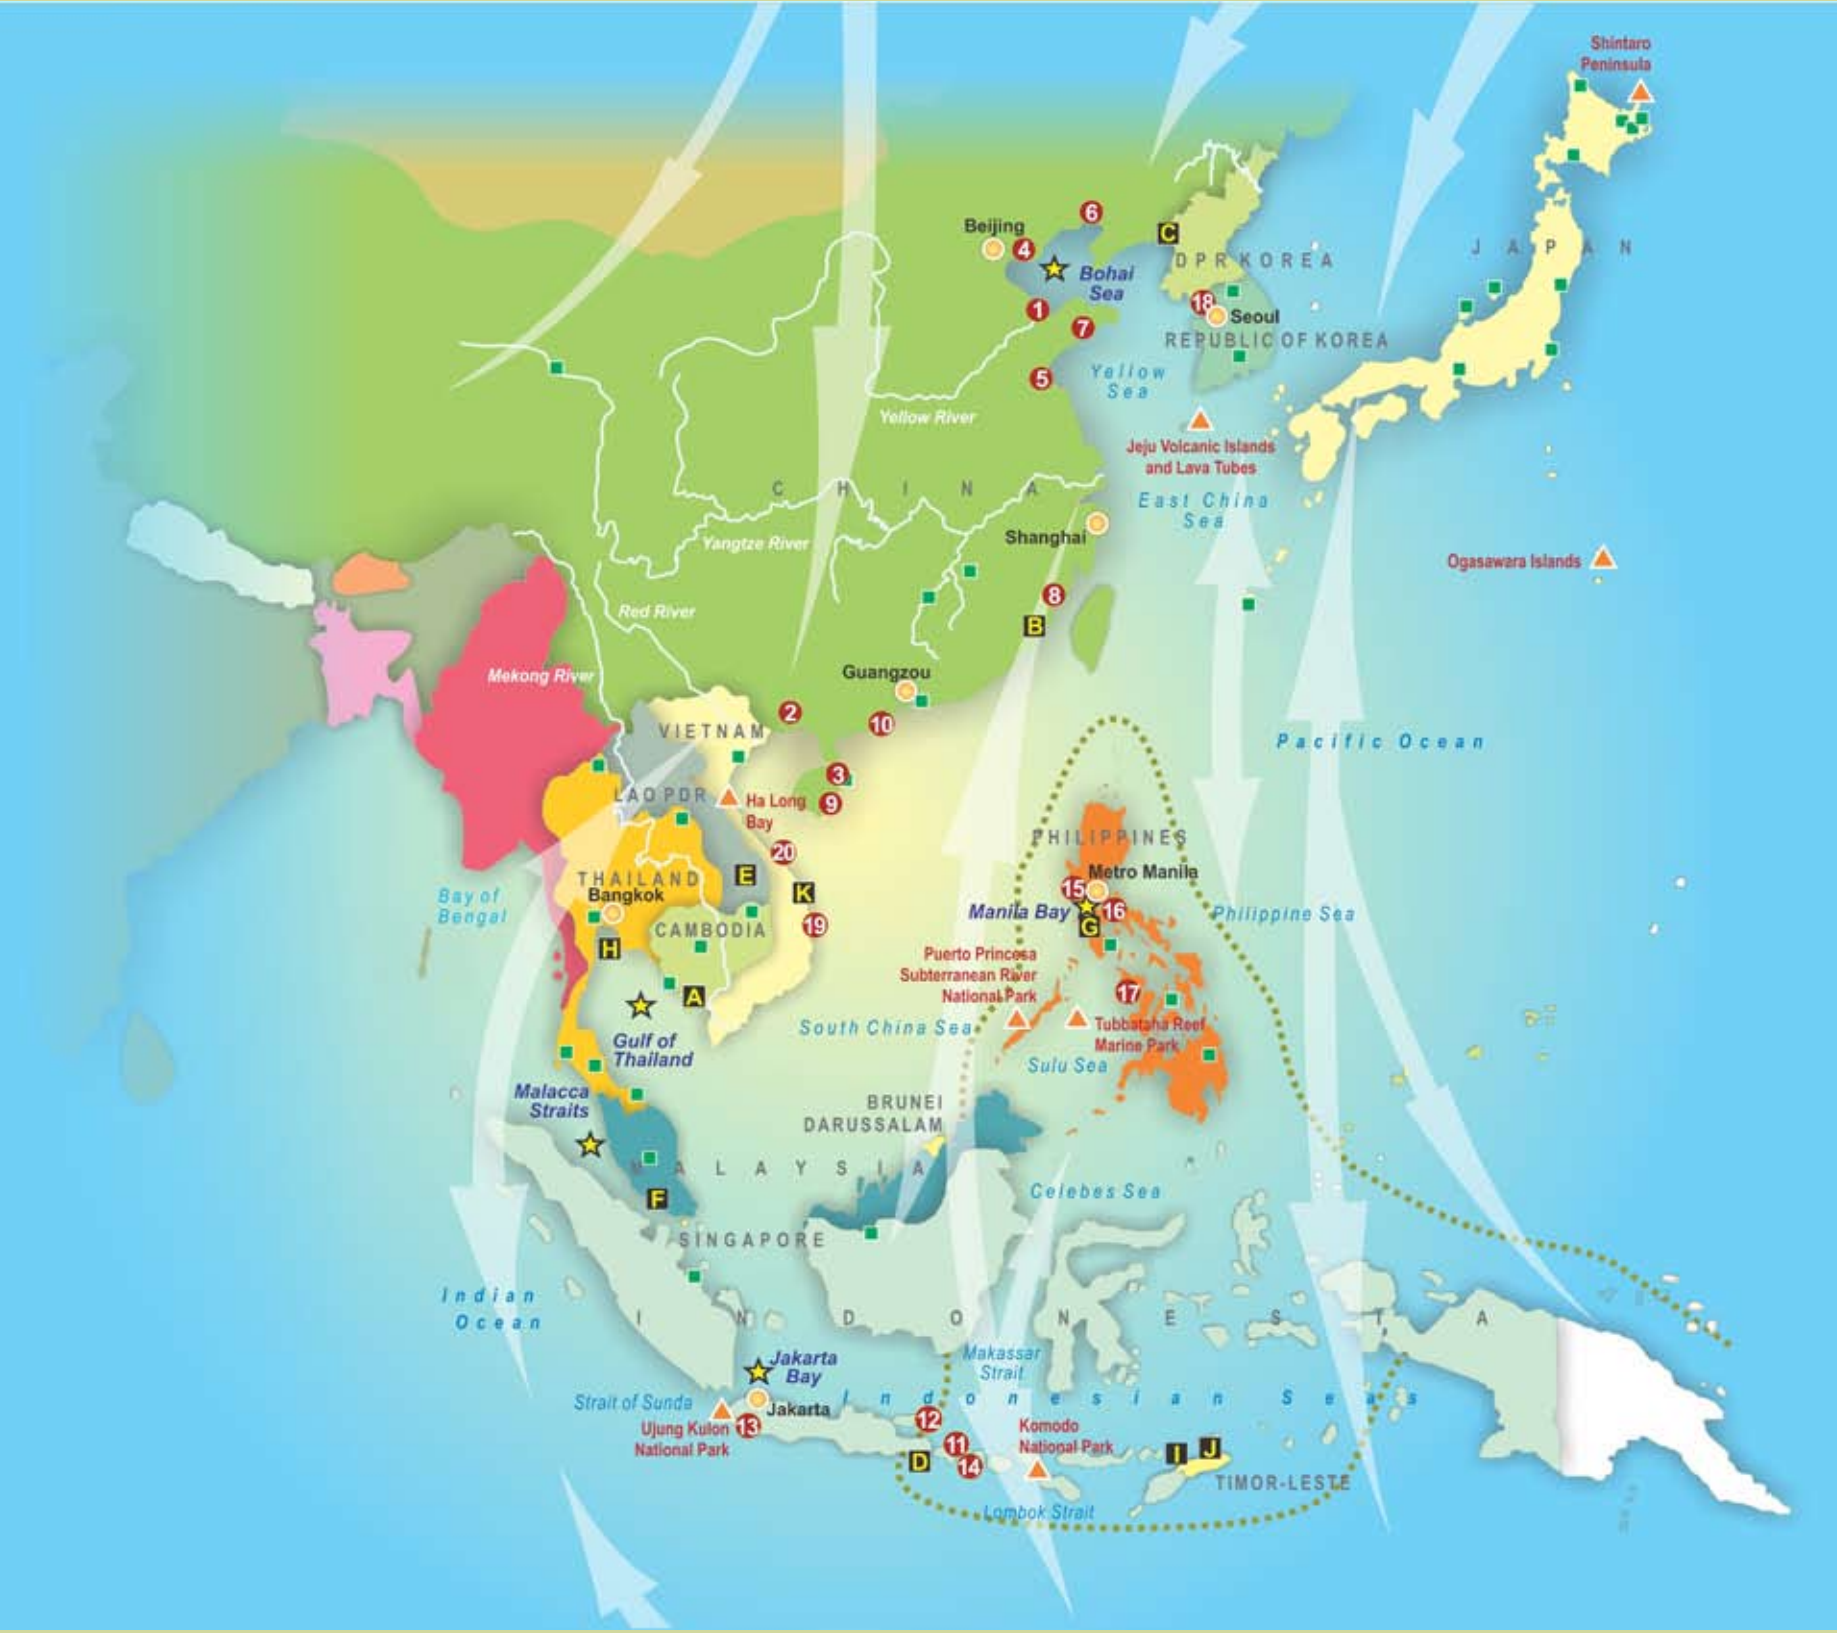 Shintaro
Peninsula
6
Beijing
4
C
J A P A N
D P R K O R E A
Bohai
Sea
1
18
Seoul
7
REPUBLIC OF KOREA
Yellow
Sea
5
Yellow River
Jeju Volcanic Islands
and Lava Tubes
C H I N A
East China
Sea
Shanghai
Yangtze River
Ogasawara Islands
8
Red River
B
Guangzou
Mekong River
2
10
VIETNAM
Pacific Ocean
3
LAO PDR
Ha Long
Bay
9
PHILIPPINES
20
Metro Manila
THAILAND
E
K
15
Bangkok
Bay of
Bengal
Manila Bay
16
Philippine Sea
19
CAMBODIA
G
H
Puerto Princesa
Subterranean River
National Park
A
17
South China Sea
Tubbataha Reef
Marine Park
Gulf of
Thailand
Sulu Sea
Malacca
Straits
BRUNEI
DARUSSALAM
M A L A Y S I A
F
Celebes Sea
SINGAPORE
Indian
Ocean
I N D O N E S I A
Makassar
Strait
Jakarta
Bay
Strait of Sunda
I n d o n e s i a n S e a s
Jakarta
Ujung Kulon
National Park
13
12
11
Komodo
National Park
D
14
I
J
TIMOR-LESTE
Lombok Strait